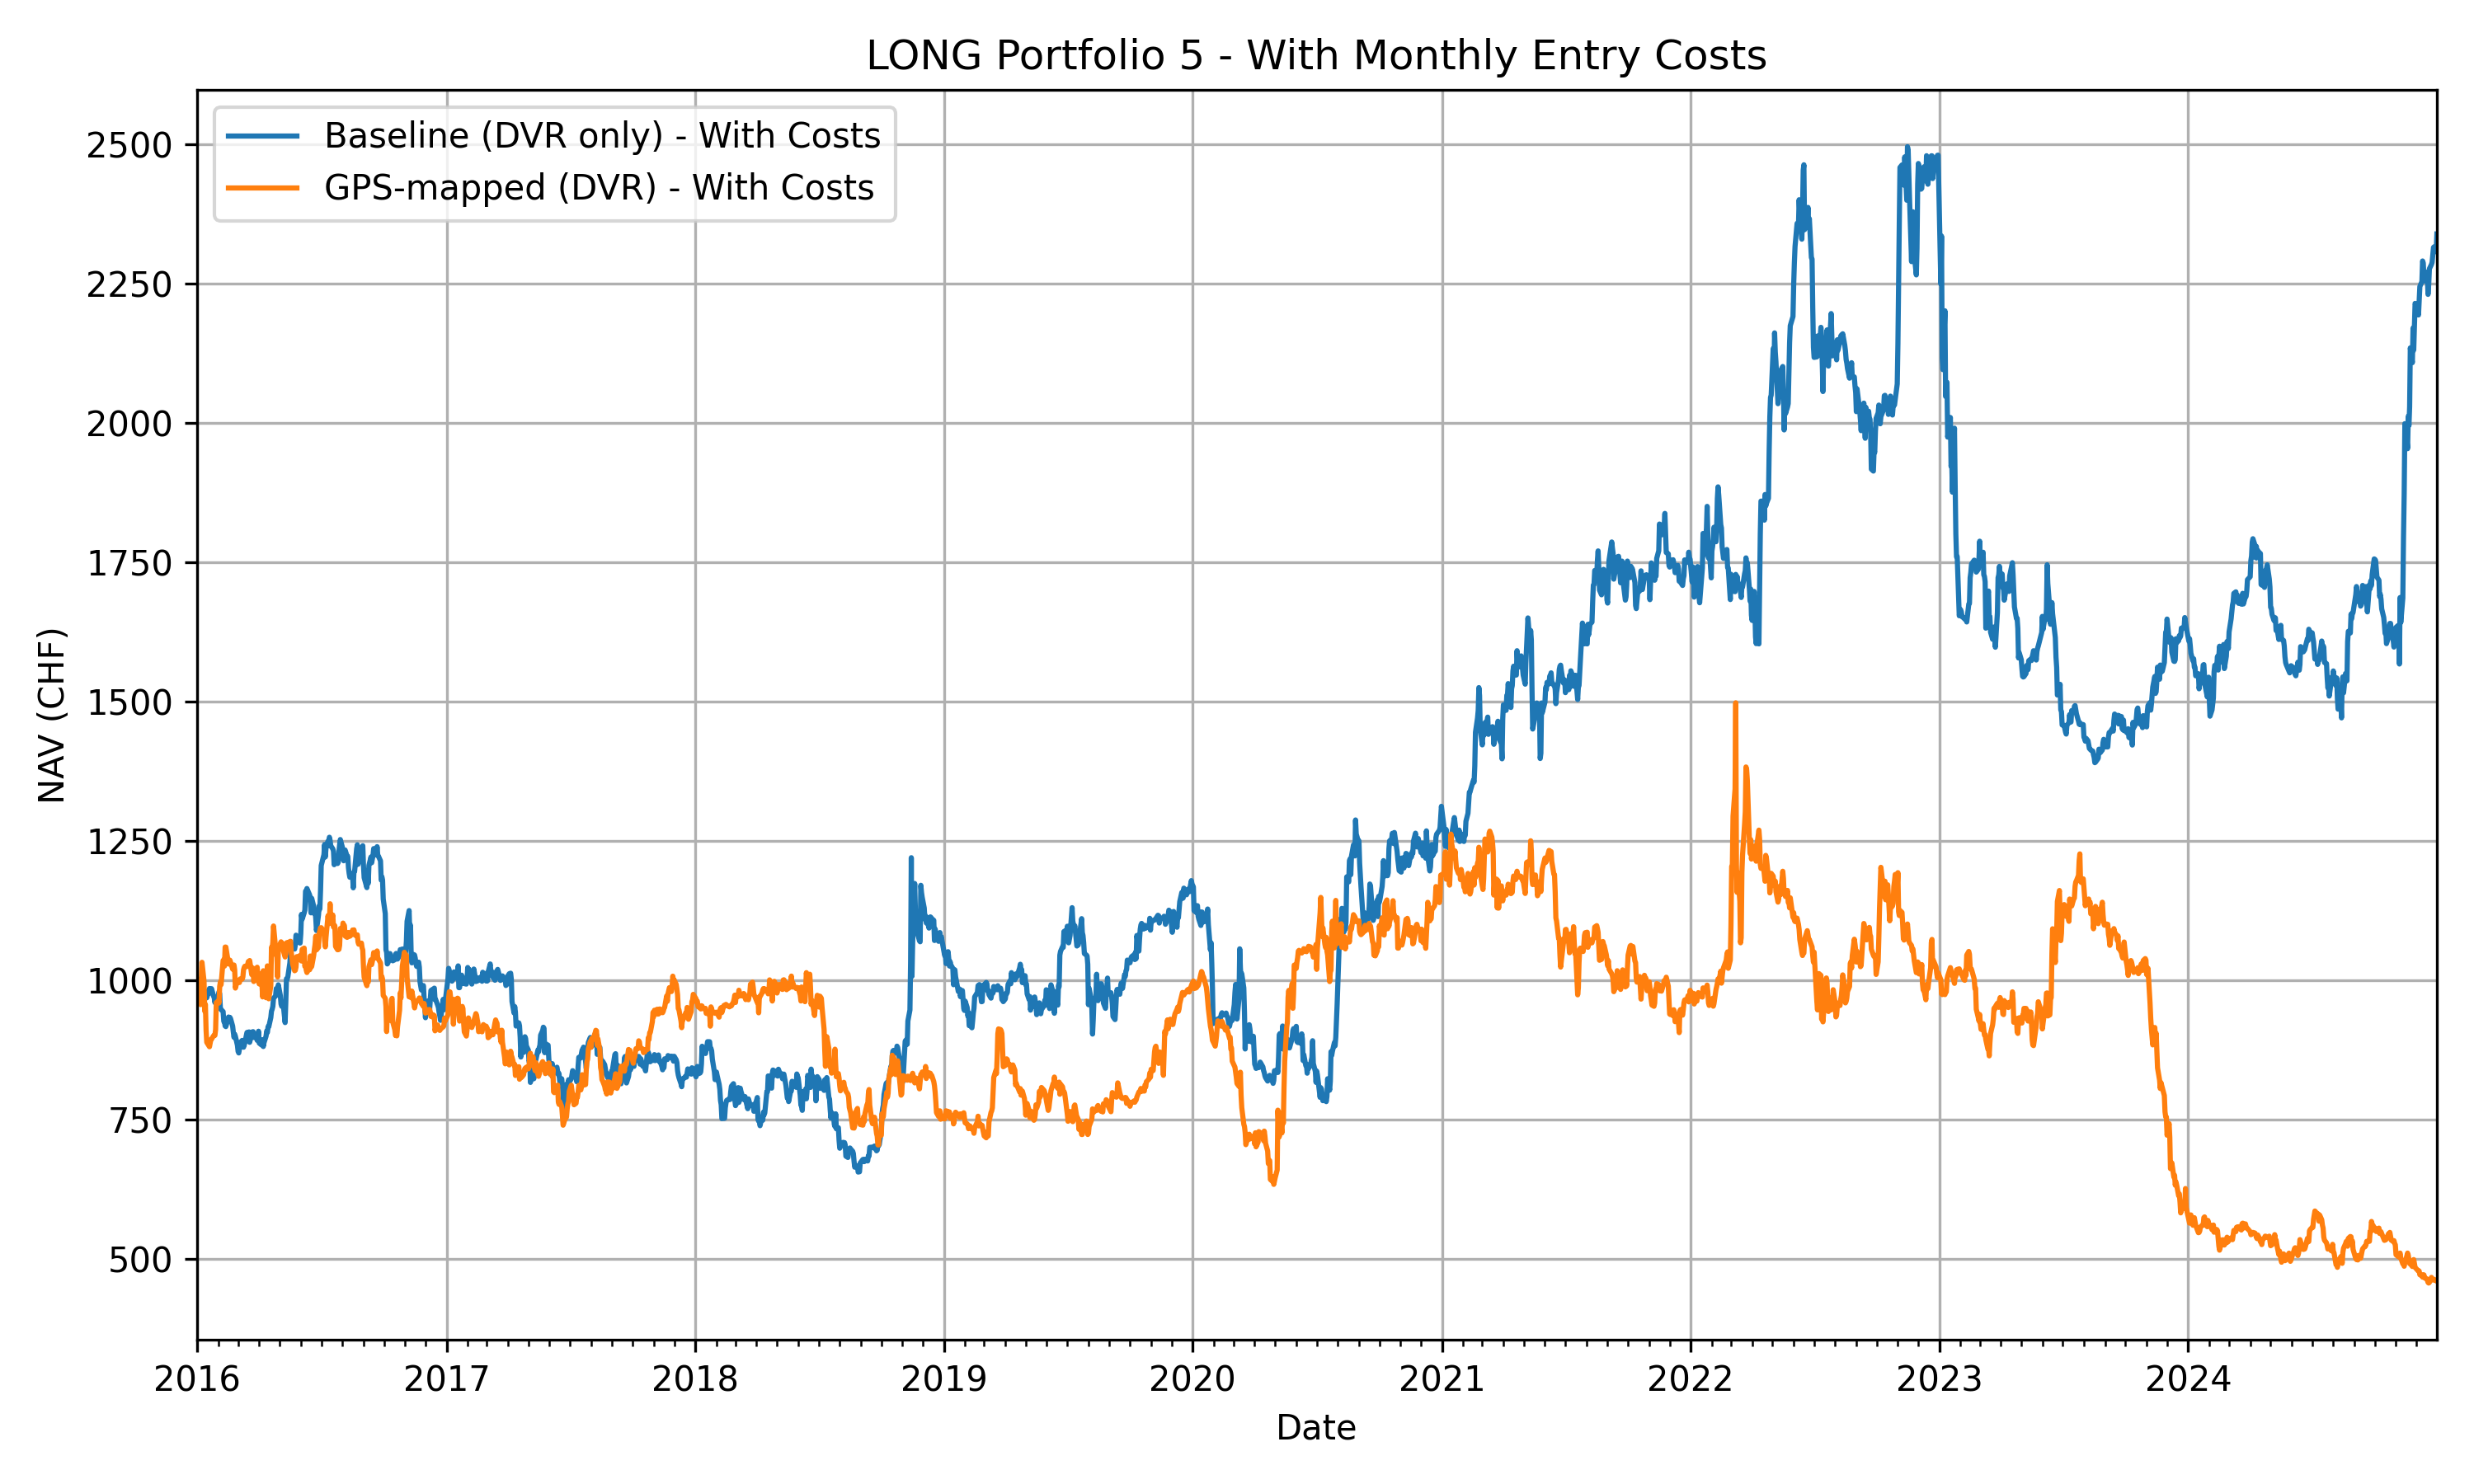 LONG Portfolio 5 - With Monthly Entry Costs
Baseline (DVR only) - With Costs
GPS-mapped (DVR) - With Costs
2500
2250
2000
1750
1500
1250
1000
750
500
NAV (CHF)
2016 2017 2018 2019 2020 2021 2022 2023 2024
Date